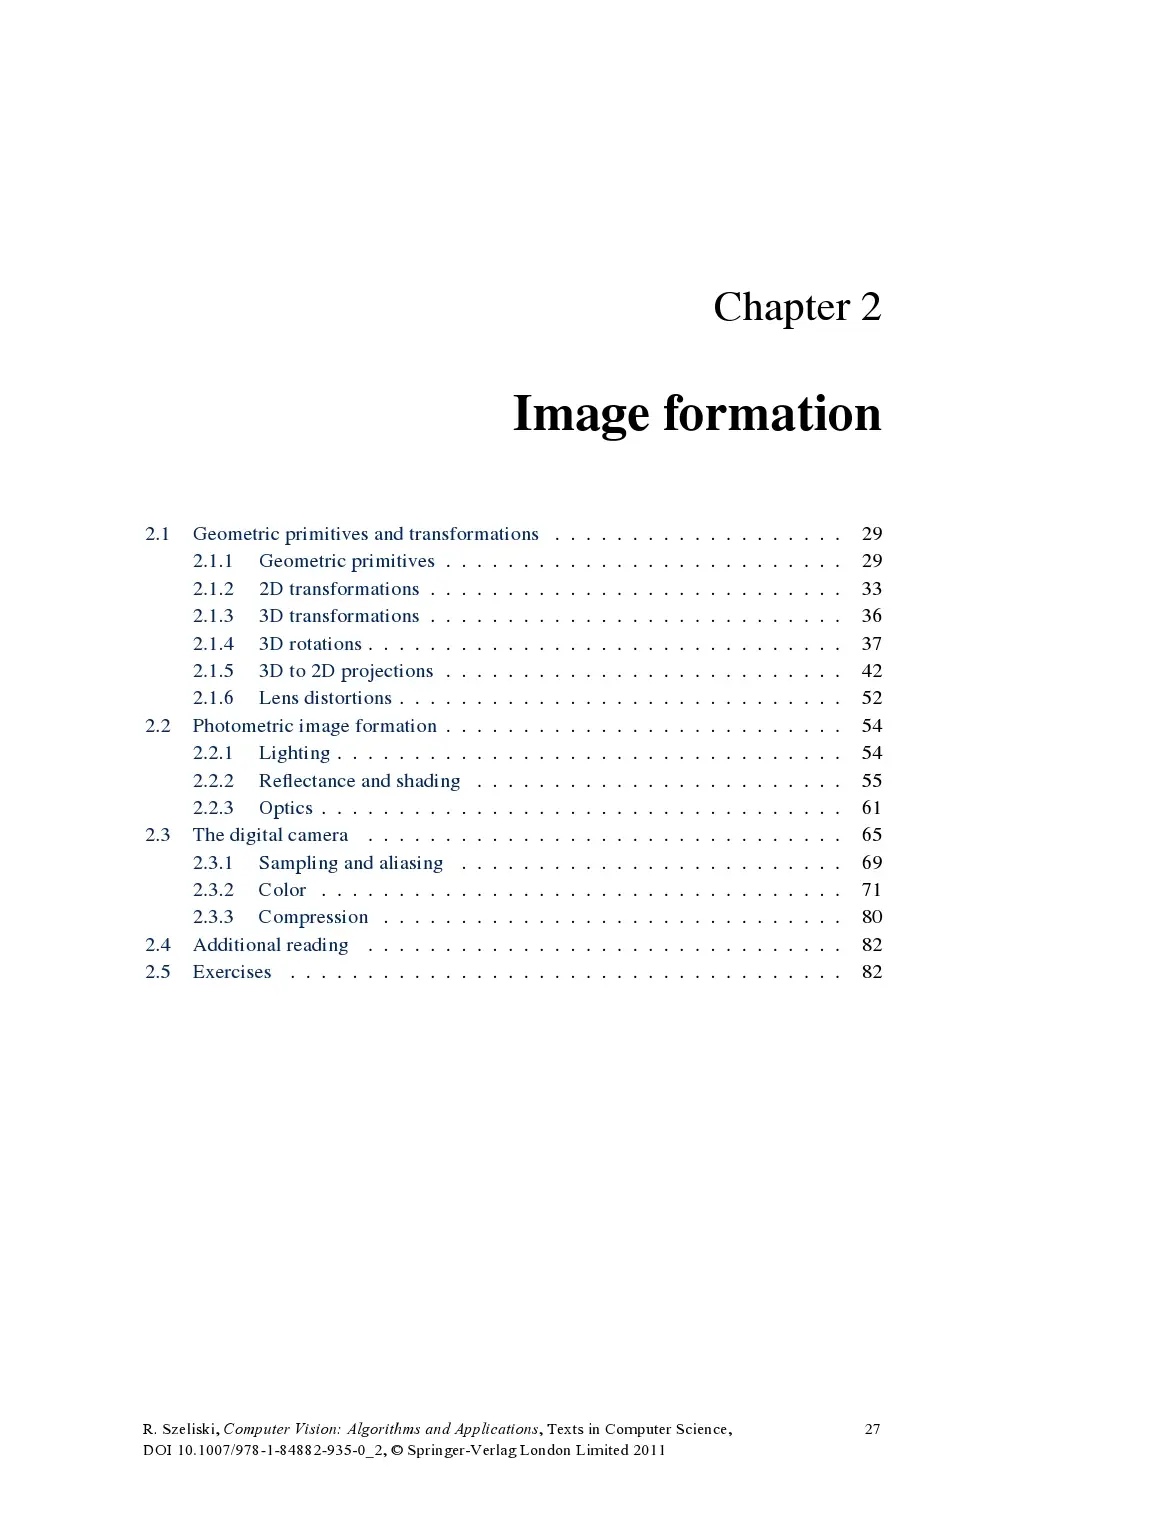 Chapter 2
Image formation
2.1 Geometric primitives and transformations . . . . . . . . . . . . . . . . . . . 29
2.1.1 Geometric primitives . . . . . . . . . . . . . . . . . . . . . . . . . . 29
2.1.2 2D transformations . . . . . . . . . . . . . . . . . . . . . . . . . . . 33
2.1.3 3D transformations . . . . . . . . . . . . . . . . . . . . . . . . . . . 36
2.1.4 3D rotations . . . . . . . . . . . . . . . . . . . . . . . . . . . . . . . 37
2.1.5 3D to 2D projections . . . . . . . . . . . . . . . . . . . . . . . . . . 42
2.1.6 Lens distortions . . . . . . . . . . . . . . . . . . . . . . . . . . . . . 52
2.2 Photometric image formation . . . . . . . . . . . . . . . . . . . . . . . . . . 54
2.2.1 Lighting . . . . . . . . . . . . . . . . . . . . . . . . . . . . . . . . . 54
2.2.2 Reflectance and shading . . . . . . . . . . . . . . . . . . . . . . . . 55
2.2.3 Optics . . . . . . . . . . . . . . . . . . . . . . . . . . . . . . . . . . 61
2.3 The digital camera . . . . . . . . . . . . . . . . . . . . . . . . . . . . . . . 65
2.3.1 Sampling and aliasing . . . . . . . . . . . . . . . . . . . . . . . . . 69
2.3.2 Color . . . . . . . . . . . . . . . . . . . . . . . . . . . . . . . . . . 71
2.3.3 Compression . . . . . . . . . . . . . . . . . . . . . . . . . . . . . . 80
2.4 Additional reading . . . . . . . . . . . . . . . . . . . . . . . . . . . . . . . 82
2.5 Exercises . . . . . . . . . . . . . . . . . . . . . . . . . . . . . . . . . . . . 82
R. Szeliski, Computer Vision: Algorithms and Applications, Texts in Computer Science, 27
DOI 10.1007/978-1-84882-935-0_2, © Springer-Verlag London Limited 2011